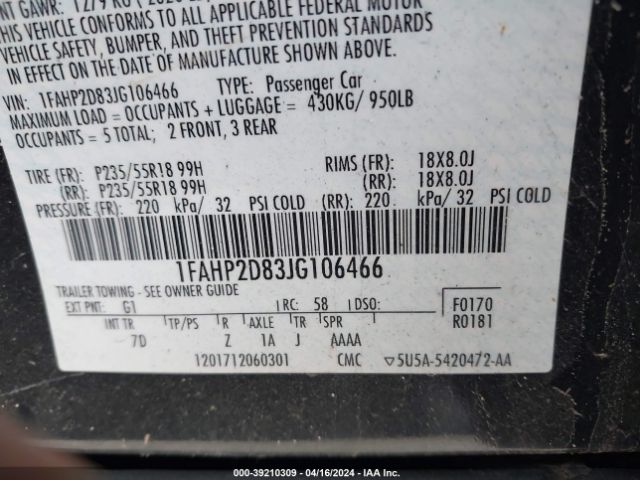 GAWR: 1279 KG
THIS VEHICLE CONFORMS TO ALL APPLICABLE FEDERAL MOTOR
VEHICLE SAFETY, BUMPER, AND THEFT PREVENTION STANDARDS
IN EFFECT ON THE DATE OF MANUFACTURE SHOWN ABOVE.
VIN: 1FAHP2D83JG106466 TYPE: Passenger Car
MAXIMUM LOAD = OCCUPANTS + LUGGAGE = 430KG/ 950LB
OCCUPANTS = 5 TOTAL; 2 FRONT, 3 REAR
TIRE (FR): P235/55R18 99H RIMS (FR): 18X8.0J
(RR): P235/55R18 99H (RR): 18X8.0J
PRESSURE (FR): 220 kPa/ 32 PSI COLD (RR): 220 kPa/ 32 PSI COLD
1FAHP2D83JG106466
TRAILER TOWING - SEE OWNER GUIDE
EXT PNT: G1 RC: 58 DSO: F0170
INT TR TP/PS R AXLE TR SPR R0181
7D Z 1A J AAAA
1201712060301 CMC ▽5U5A-5420472-AA
000-39210309 - 04/16/2024 - IAA Inc.